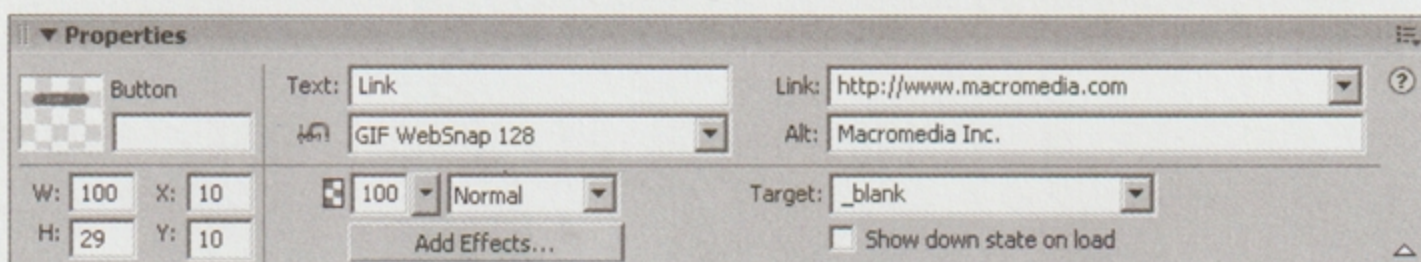 Properties
Button
Text: Link
Link: http://www.macromedia.com
GIF WebSnap 128
Alt: Macromedia Inc.
W: 100 X: 10
100 Normal
Target: _blank
H: 29 Y: 10
Add Effects...
Show down state on load